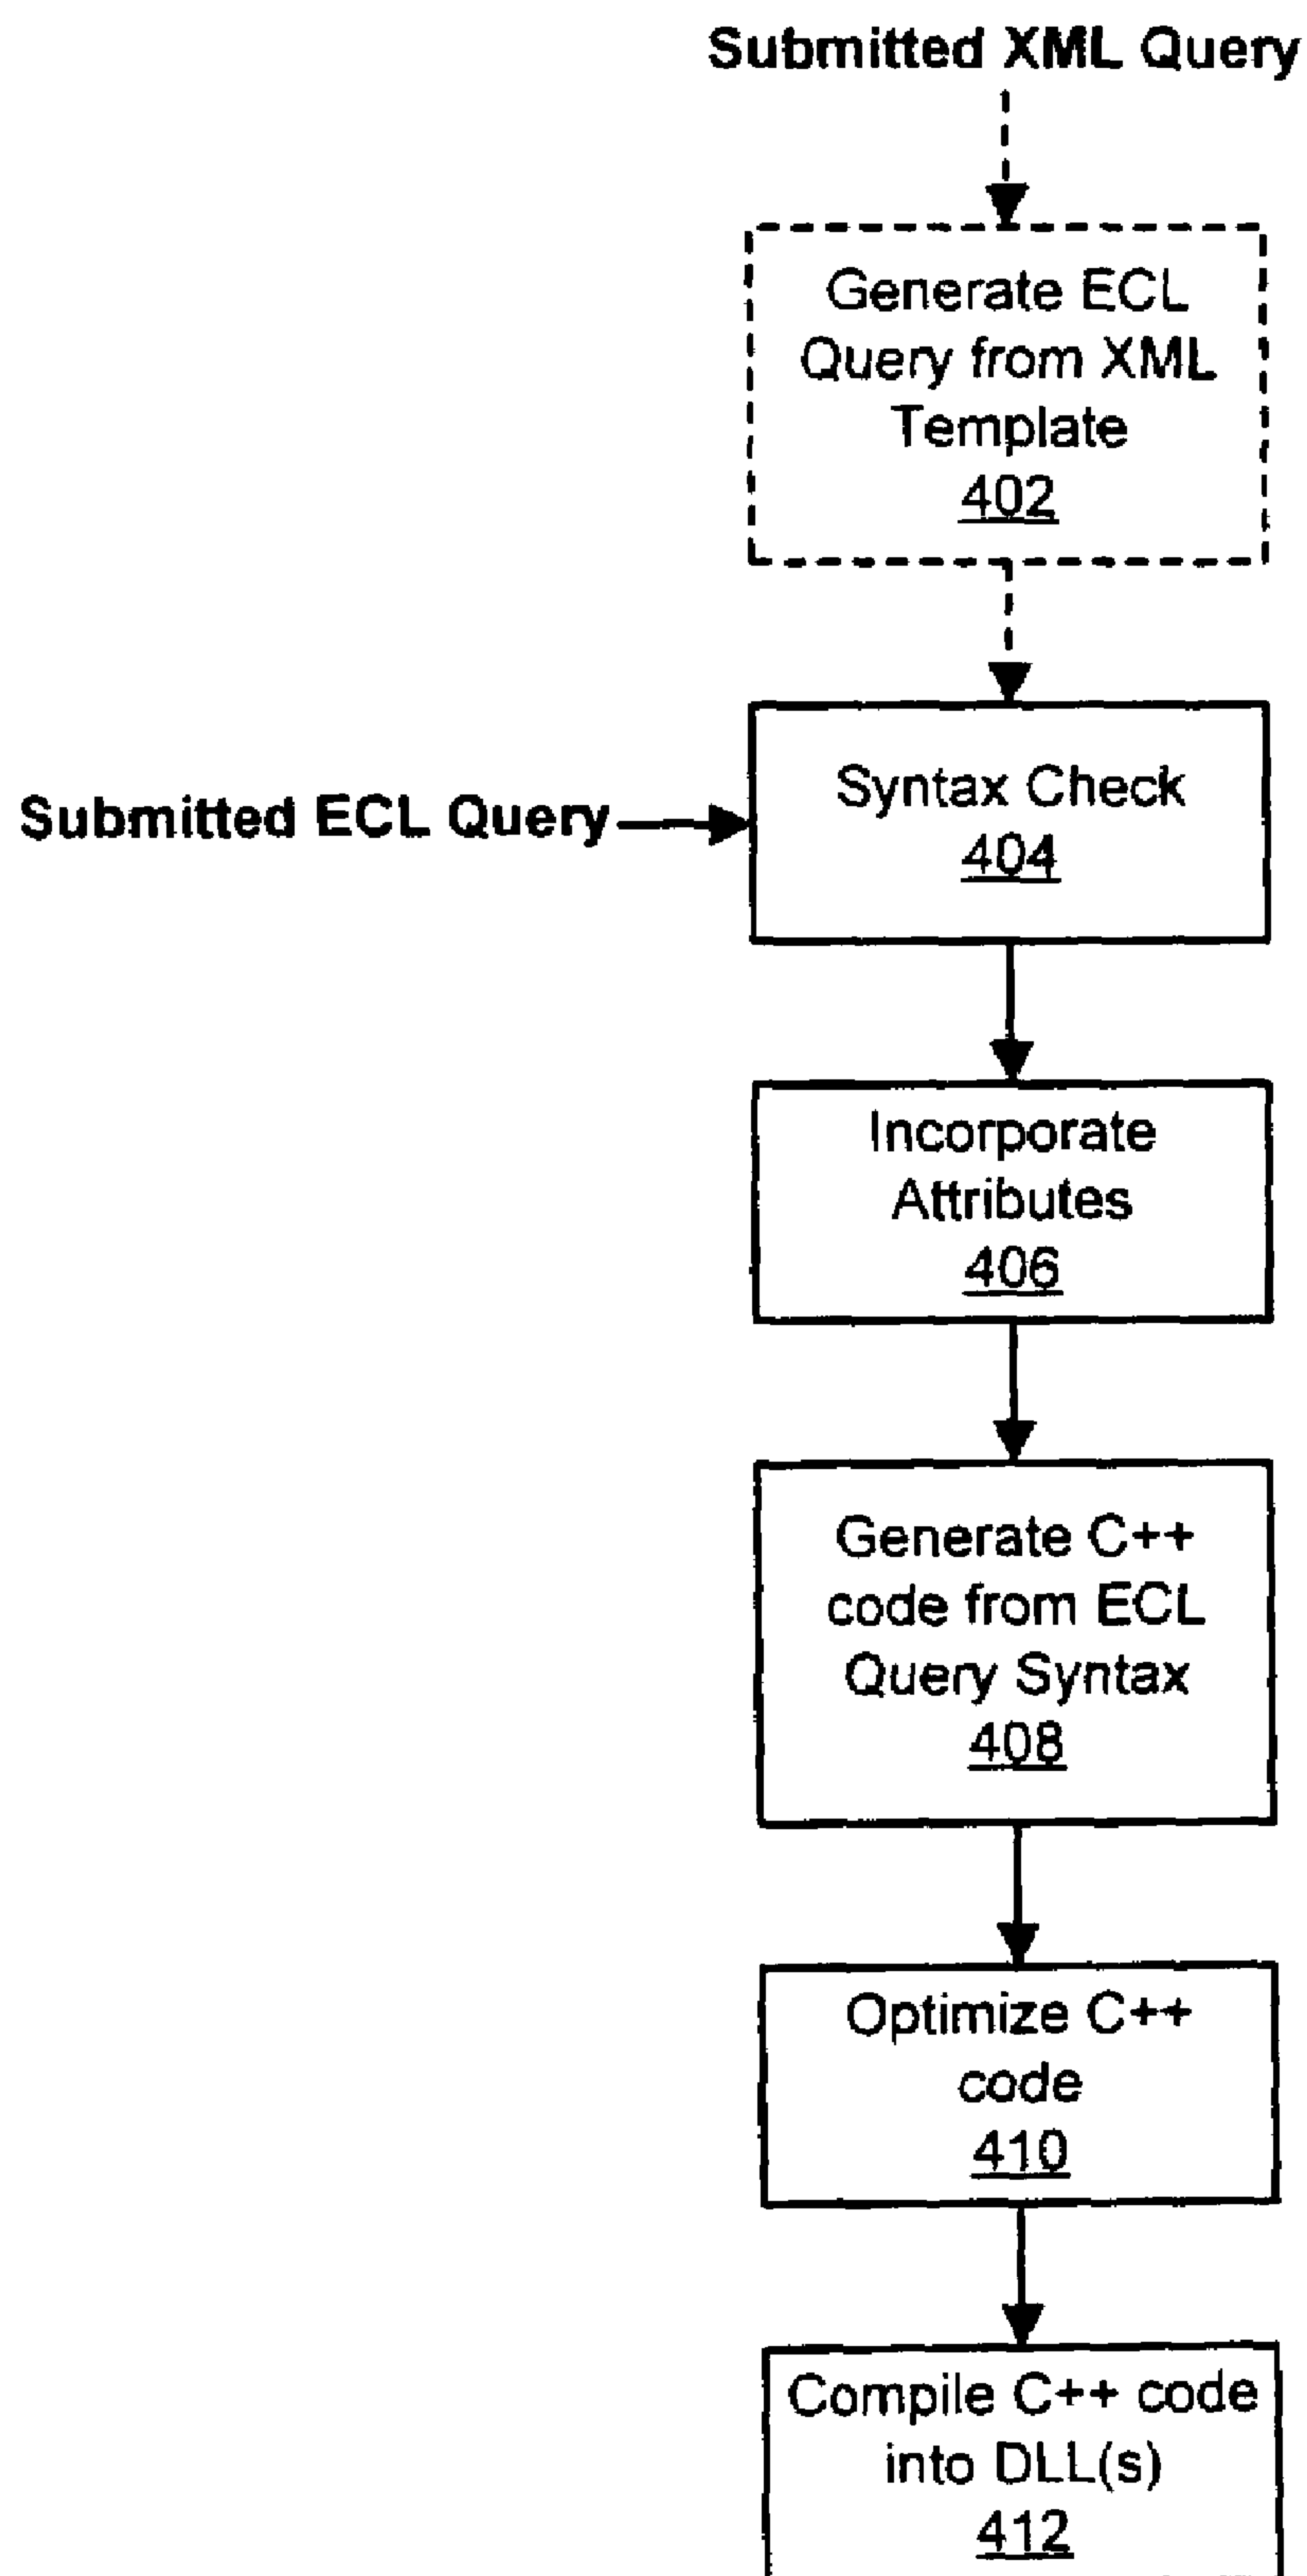 Submitted XML Query
Generate ECL
Query from XML
Template
402
Submitted ECL Query
Syntax Check
404
Incorporate
Attributes
406
Generate C++
code from ECL
Query Syntax
408
Optimize C++
code
410
Compile C++ code
into DLL(s)
412